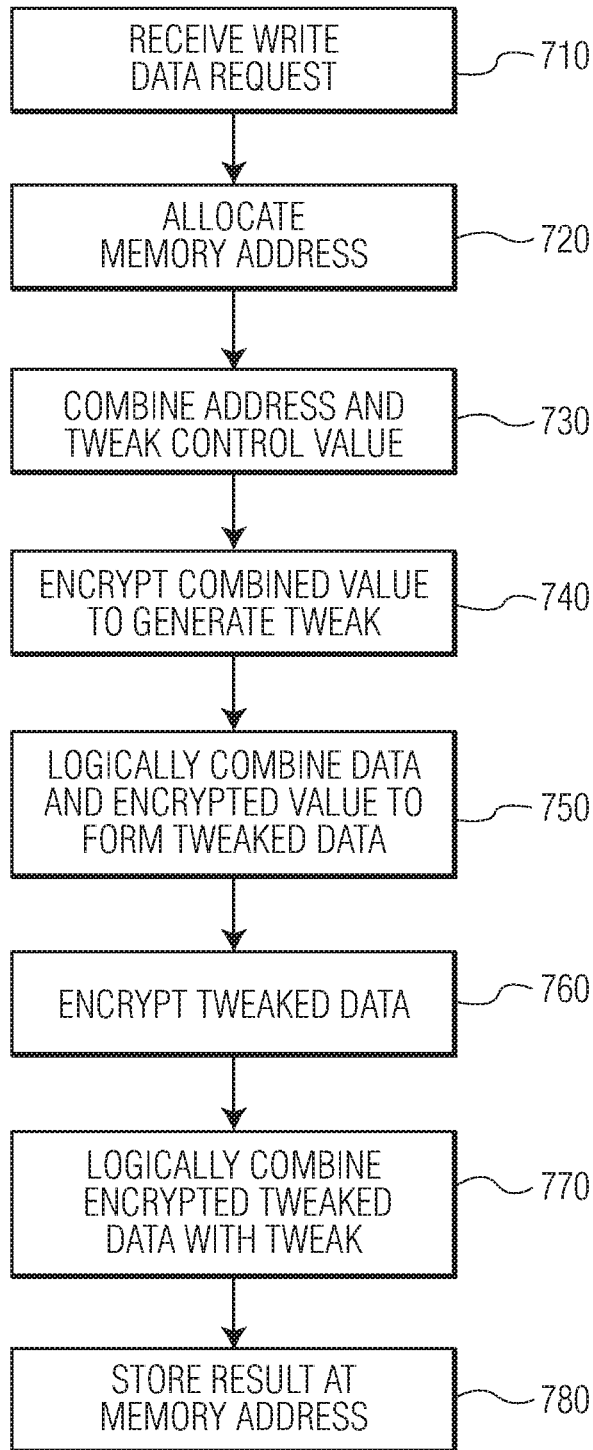 RECEIVE WRITE
DATA REQUEST
710
ALLOCATE
MEMORY ADDRESS
720
COMBINE ADDRESS AND
TWEAK CONTROL VALUE
730
ENCRYPT COMBINED VALUE
TO GENERATE TWEAK
740
LOGICALLY COMBINE DATA
AND ENCRYPTED VALUE TO
FORM TWEAKED DATA
750
ENCRYPT TWEAKED DATA
760
LOGICALLY COMBINE
ENCRYPTED TWEAKED
DATA WITH TWEAK
770
STORE RESULT AT
MEMORY ADDRESS
780